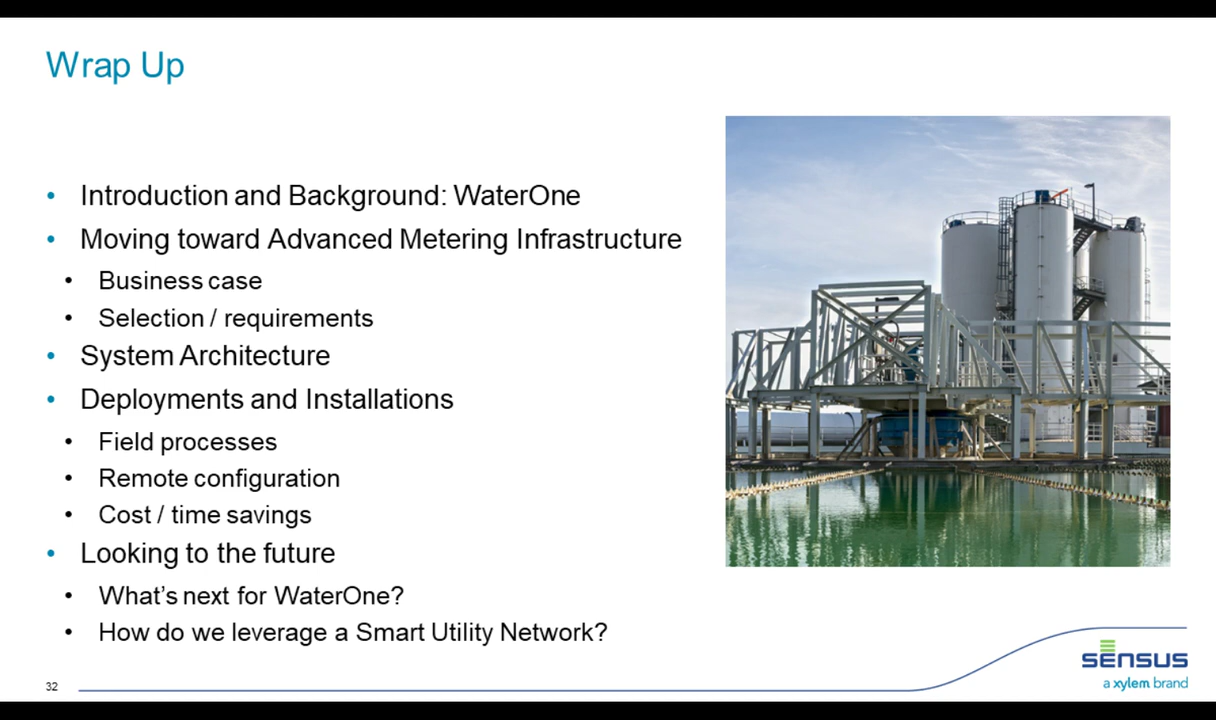 Wrap Up
• Introduction and Background: WaterOne
• Moving toward Advanced Metering Infrastructure
• Business case
• Selection / requirements
• System Architecture
• Deployments and Installations
• Field processes
• Remote configuration
• Cost / time savings
• Looking to the future
• What's next for WaterOne?
• How do we leverage a Smart Utility Network?
sensus
a xylem brand
32